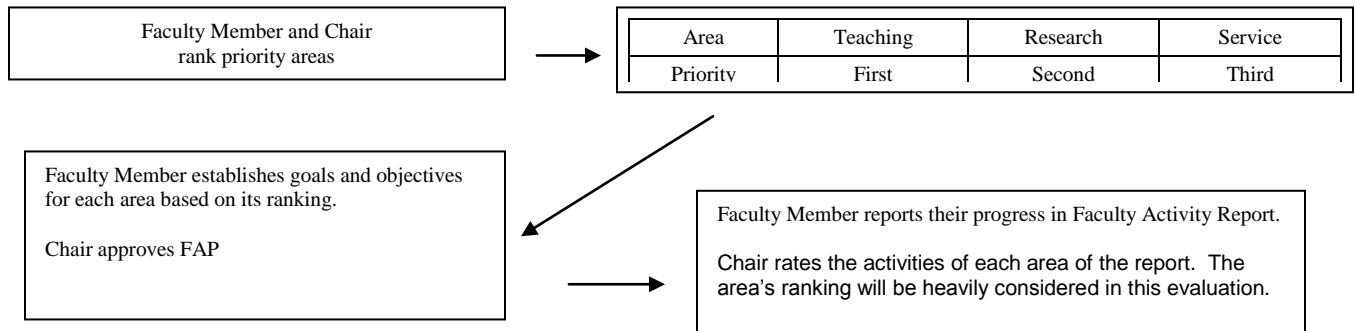 Faculty Member and Chair
rank priority areas
Area Teaching Research Service
Priority First Second Third
Faculty Member establishes goals and objectives
for each area based on its ranking.
Chair approves FAP
Faculty Member reports their progress in Faculty Activity Report.
Chair rates the activities of each area of the report. The
area's ranking will be heavily considered in this evaluation.